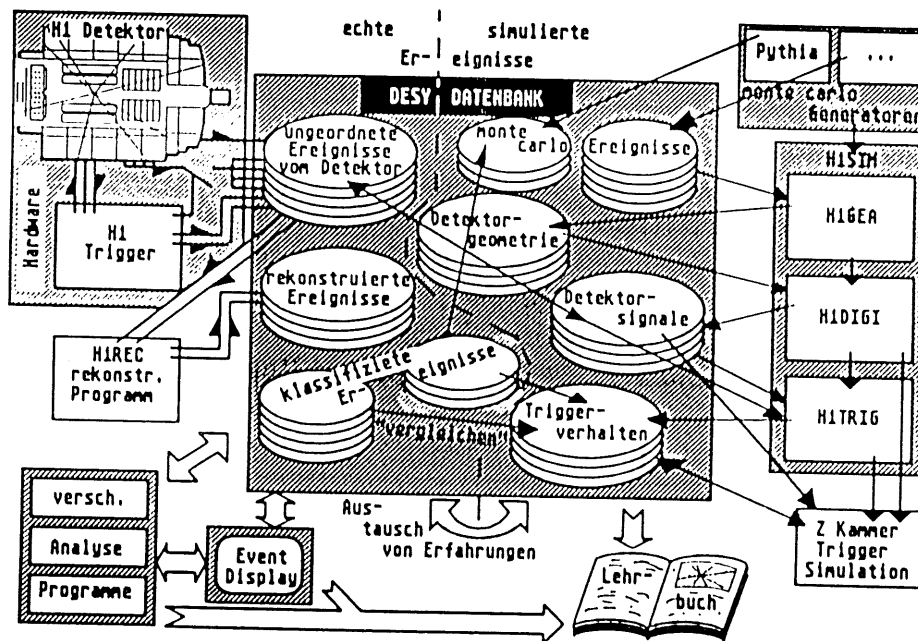 echte simulierte
Er- eignisse
H1 Detektor
Hardware
H1
Trigger
H1REC
rekonstr.
Programm
DESY DATENBANK
ungeordnete
Ereignisse
vom Detektor
monte
carlo
Ereignisse
Detektor-
geometrie
rekonstruierte
Ereignisse
Detektor-
signale
klassifiziete
Er- eignisse
"vergleichen"
Trigger-
verhalten
Pythia
...
monte carlo
Generatoren
H1SIM
H1GEA
H1DIGI
H1TRIG
Z Kammer
Trigger
Simulation
versch.
Analyse
Programme
Event
Display
Aus-
tausch
von Erfahrungen
Lehr-
buch